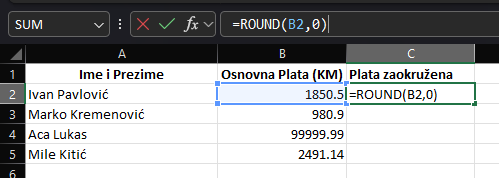 SUM fx =ROUND(B2,0)
A B C
1 Ime i Prezime Osnovna Plata (KM) Plata zaokružena
2 Ivan Pavlović 1850.5 =ROUND(B2,0)
3 Marko Kremenović 980.9
4 Aca Lukas 99999.99
5 Mile Kitić 2491.14